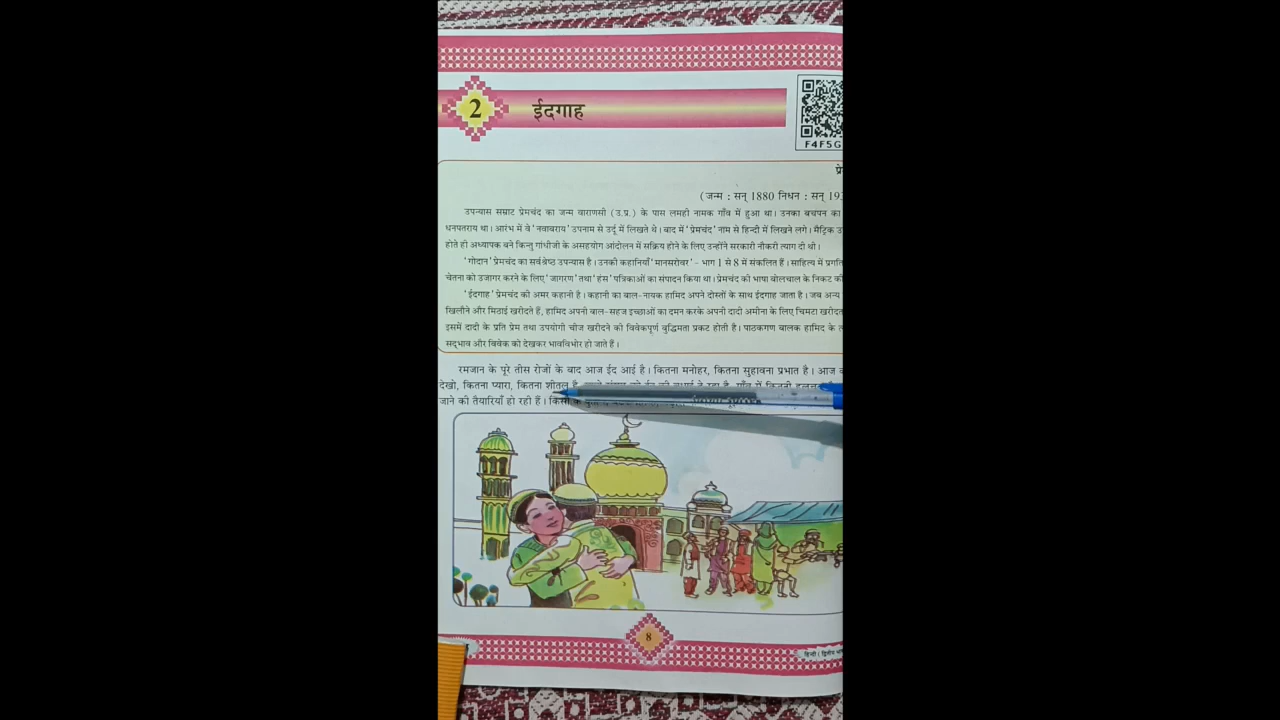 2
ईदगाह
F4F5G
(जन्म : सन् 1880 निधन : सन् 193
उपन्यास सम्राट प्रेमचंद का जन्म वाराणसी (उ.प्र.) के पास लमही नामक गाँव में हुआ था। उनका बचपन का
धनपतराय था। आरंभ में वे 'नवाबराय' उपनाम से उर्दू में लिखते थे। बाद में 'प्रेमचंद' नाम से हिन्दी में लिखने लगे। मैट्रिक
होते ही अध्यापक बने किन्तु गांधीजी के असहयोग आंदोलन में सक्रिय होने के लिए उन्होंने सरकारी नौकरी त्याग दी थी।
'गोदान' प्रेमचंद का सर्वश्रेष्ठ उपन्यास है। उनकी कहानियाँ 'मानसरोवर' - भाग 1 से 8 में संकलित हैं। साहित्य में
चेतना को उजागर करने के लिए 'जागरण' तथा 'हंस' पत्रिकाओं का संपादन किया था। प्रेमचंद की भाषा बोलचाल के निकट की
'ईदगाह' प्रेमचंद की अमर कहानी है। कहानी का बाल-नायक हामिद अपने दोस्तों के साथ ईदगाह जाता है। जब अन्य
खिलौने और मिठाई खरीदते हैं, हामिद अपनी बाल-सहज इच्छाओं का दमन करके अपनी दादी अमीना के लिए चिमटा
इसमें दादी के प्रति प्रेम तथा उपयोगी चीज खरीदने की विवेकपूर्ण बुद्धिमता प्रकट होती है। पाठकगण बालक हामिद के
सद्भाव और विवेक को देखकर भावविभोर हो जाते हैं।
रमजान के पूरे तीस रोजों के बाद आज ईद आई है। कितना मनोहर, कितना सुहावना प्रभात है। आज
देखो, कितना प्यारा, कितना शीतल है
जाने की तैयारियाँ हो रही हैं। किसी के
8
हिन्दी (द्वितीय